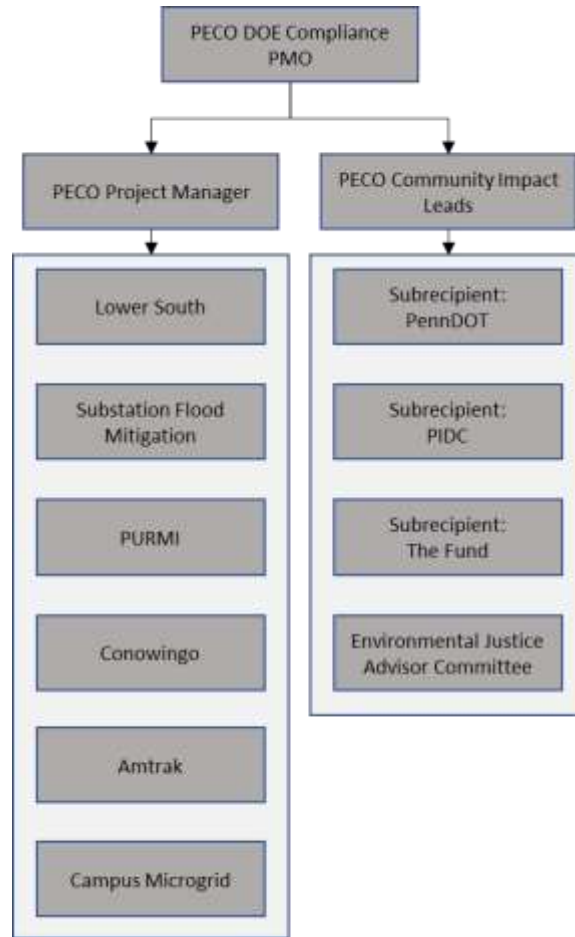 PECO DOE Compliance
PMO
PECO Project Manager
PECO Community Impact
Leads
Lower South
Substation Flood
Mitigation
PURMI
Conowingo
Amtrak
Campus Microgrid
Subrecipient:
PennDOT
Subrecipient:
PIDC
Subrecipient:
The Fund
Environmental Justice
Advisor Committee